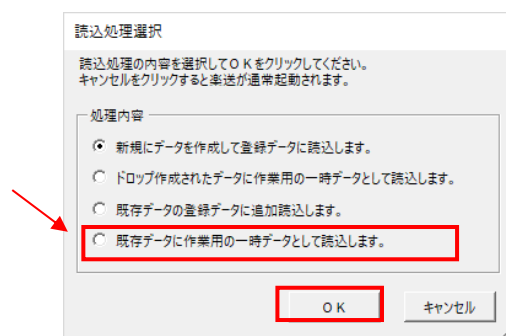 読込処理選択
読込処理の内容を選択してＯＫをクリックしてください。
キャンセルをクリックすると楽送が通常起動されます。
処理内容
新規にデータを作成して登録データに読込します。
ドロップ作成されたデータに作業用の一時データとして読込します。
既存データの登録データに追加読込します。
既存データに作業用の一時データとして読込します。
ＯＫ
キャンセル